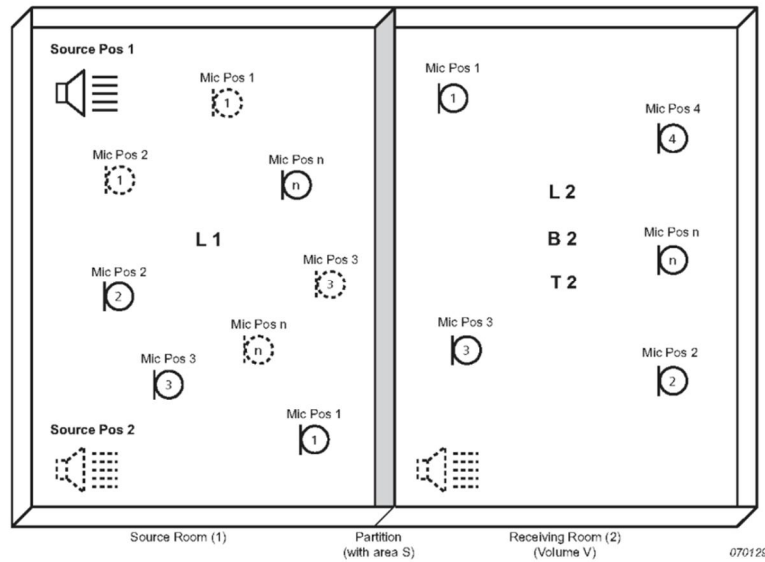 Source Pos 1
Mic Pos 1
1
Mic Pos 2
1
Mic Pos n
n
L 1
Mic Pos 3
3
Mic Pos 2
2
Mic Pos n
n
Mic Pos 3
3
Mic Pos 1
1
Source Pos 2
Mic Pos 1
1
Mic Pos 4
4
L 2
B 2
T 2
Mic Pos n
n
Mic Pos 3
3
Mic Pos 2
2
Source Room (1)
Partition
(with area S)
Receiving Room (2)
(Volume V)